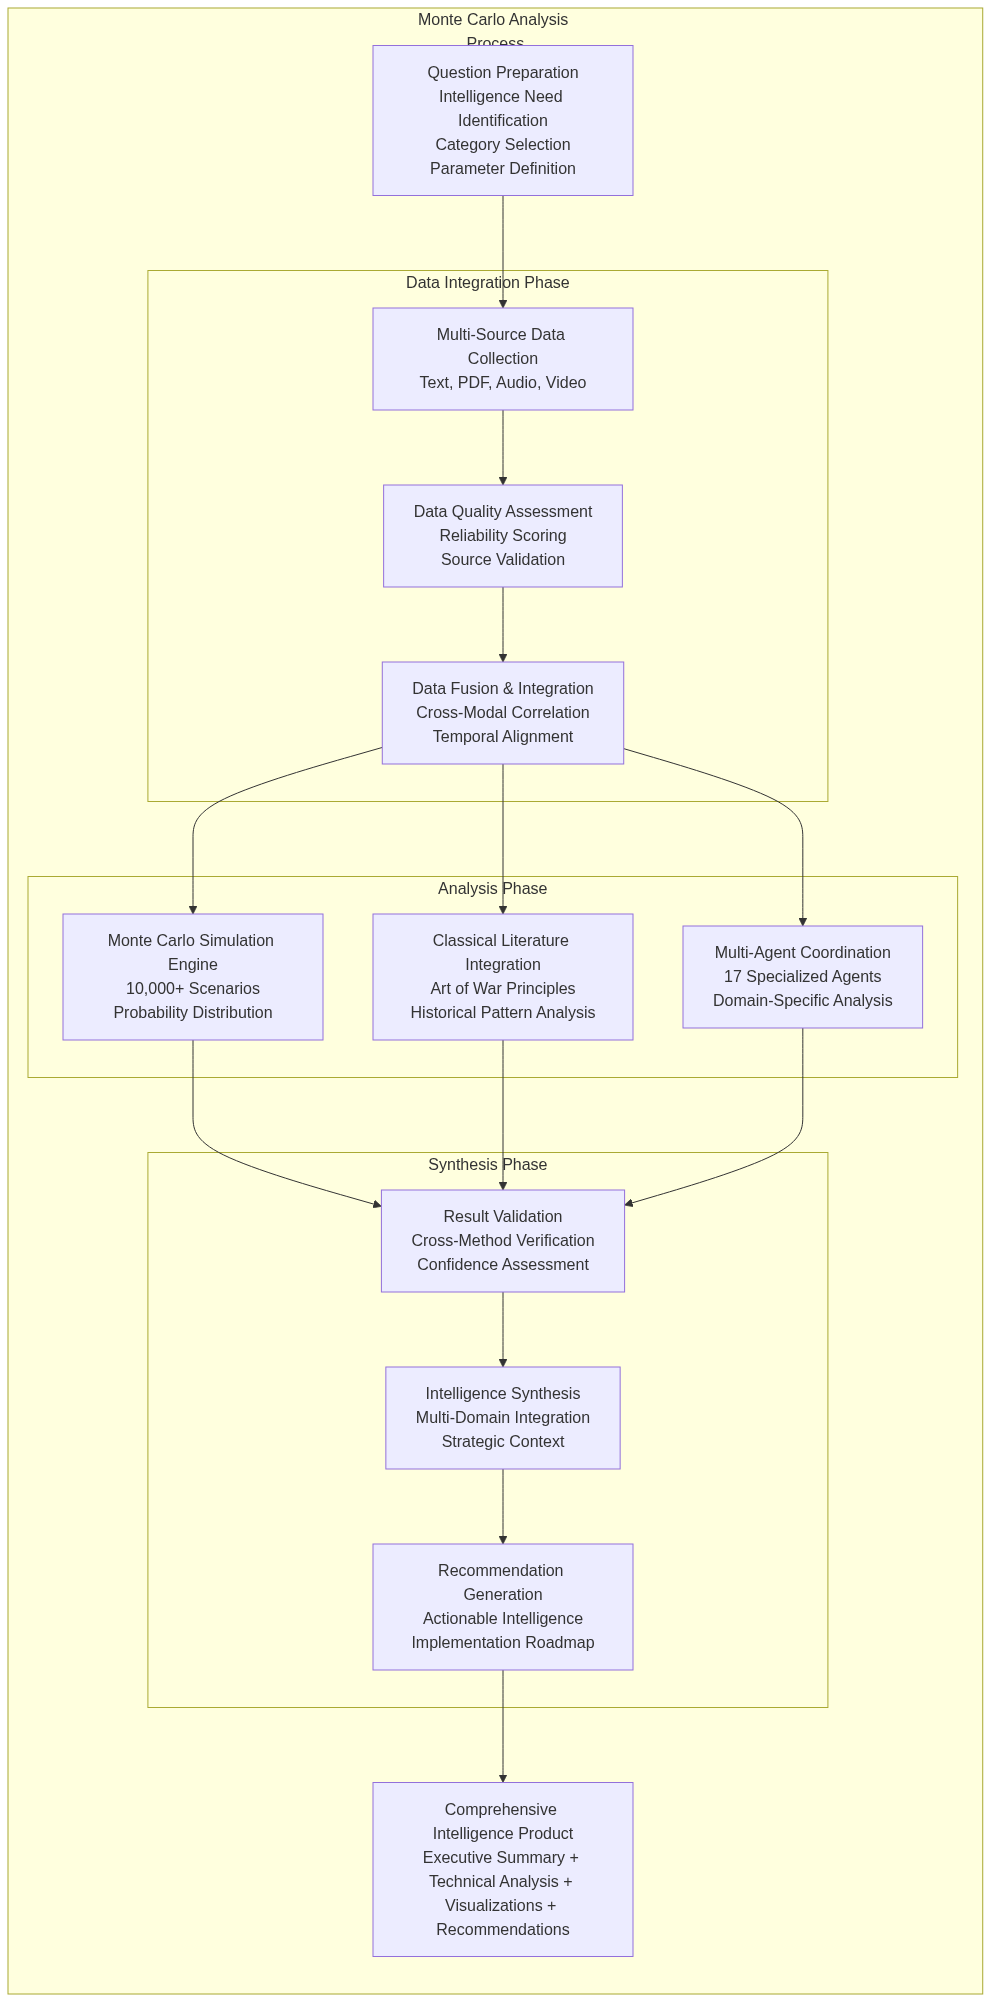 Monte Carlo Analysis
Process
Question Preparation
Intelligence Need
Identification
Category Selection
Parameter Definition
Data Integration Phase
Multi-Source Data
Collection
Text, PDF, Audio, Video
Data Quality Assessment
Reliability Scoring
Source Validation
Data Fusion & Integration
Cross-Modal Correlation
Temporal Alignment
Analysis Phase
Monte Carlo Simulation
Engine
10,000+ Scenarios
Probability Distribution
Classical Literature
Integration
Art of War Principles
Historical Pattern Analysis
Multi-Agent Coordination
17 Specialized Agents
Domain-Specific Analysis
Synthesis Phase
Result Validation
Cross-Method Verification
Confidence Assessment
Intelligence Synthesis
Multi-Domain Integration
Strategic Context
Recommendation
Generation
Actionable Intelligence
Implementation Roadmap
Comprehensive
Intelligence Product
Executive Summary +
Technical Analysis +
Visualizations +
Recommendations